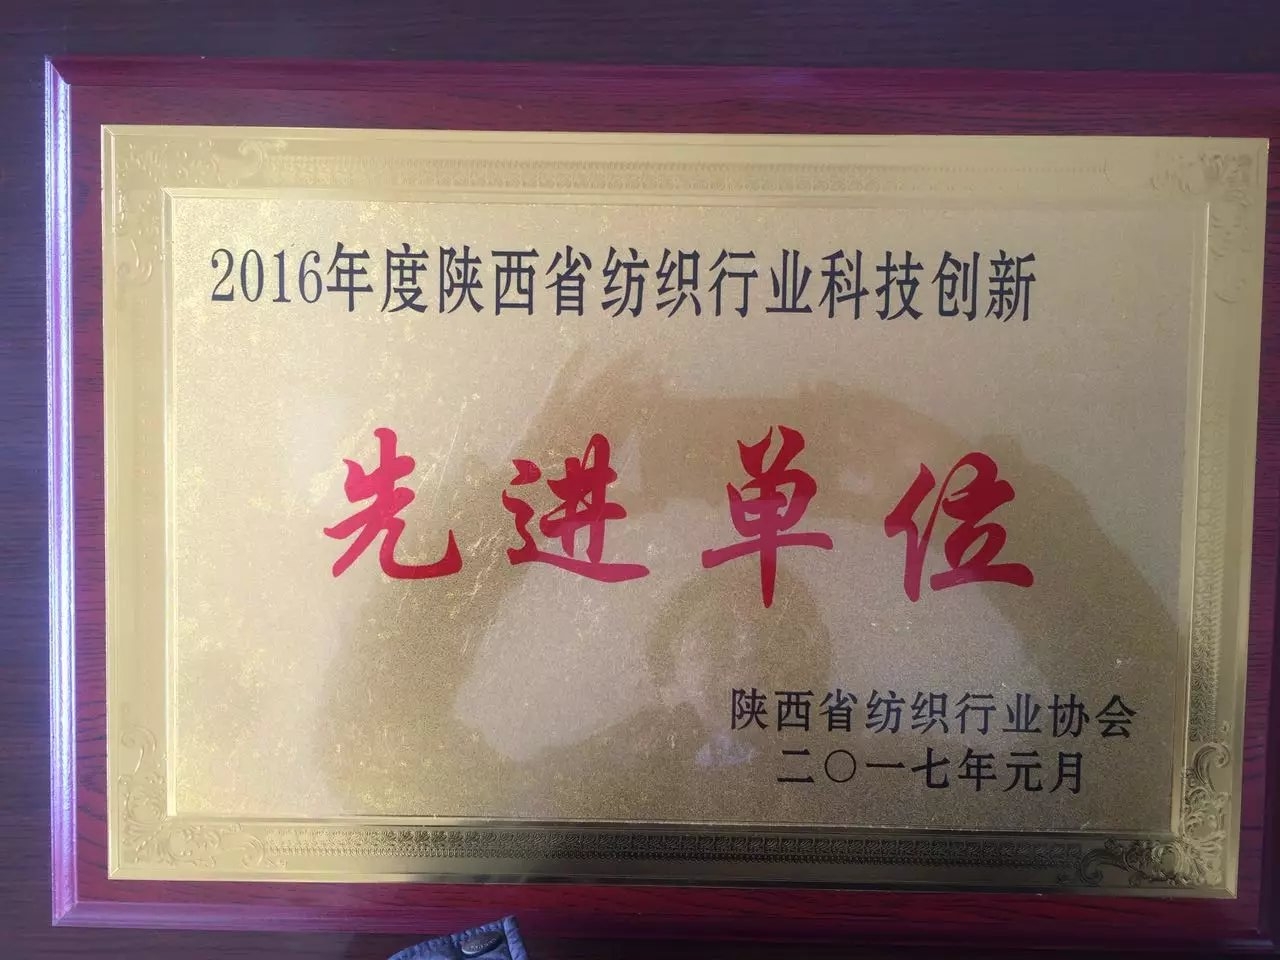 2016年度陕西省纺织行业科技创新
先进单位
陕西省纺织行业协会
二〇一七年元月